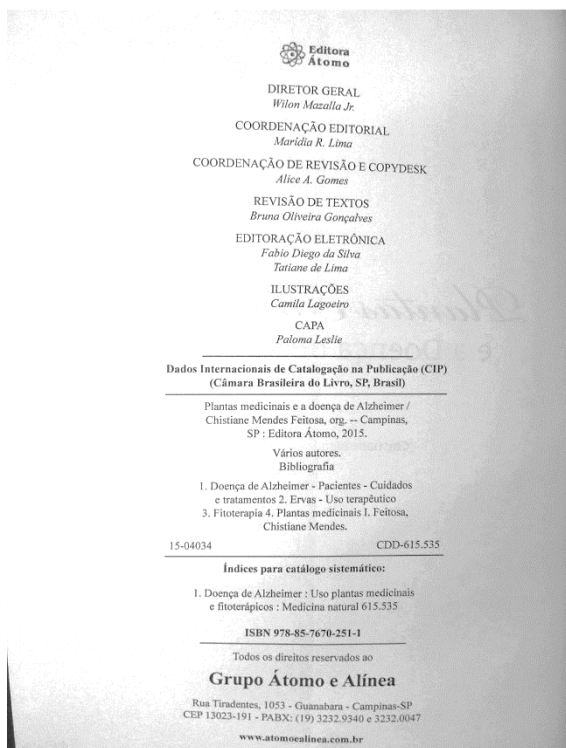 Editora
Átomo
DIRETOR GERAL
Wilon Mazalla Jr.
COORDENAÇÃO EDITORIAL
Marídia R. Lima
COORDENAÇÃO DE REVISÃO E COPYDESK
Alice A. Gomes
REVISÃO DE TEXTOS
Bruna Oliveira Gonçalves
EDITORAÇÃO ELETRÔNICA
Fabio Diego da Silva
Tatiane de Lima
ILUSTRAÇÕES
Camila Lagoeiro
CAPA
Paloma Leslie
Dados Internacionais de Catalogação na Publicação (CIP)
(Câmara Brasileira do Livro, SP, Brasil)
Plantas medicinais e a doença de Alzheimer /
Chistiane Mendes Feitosa, org. -- Campinas,
SP : Editora Átomo, 2015.
Vários autores.
Bibliografia
1. Doença de Alzheimer - Pacientes - Cuidados
e tratamentos 2. Ervas - Uso terapêutico
3. Fitoterapia 4. Plantas medicinais I. Feitosa,
Chistiane Mendes.
15-04034 CDD-615.535
Índices para catálogo sistemático:
1. Doença de Alzheimer : Uso plantas medicinais
e fitoterápicos : Medicina natural 615.535
ISBN 978-85-7670-251-1
Todos os direitos reservados ao
Grupo Átomo e Alínea
Rua Tiradentes, 1053 - Guanabara - Campinas-SP
CEP 13023-191 - PABX: (19) 3232.9340 e 3232.0047
www.atomoealinea.com.br